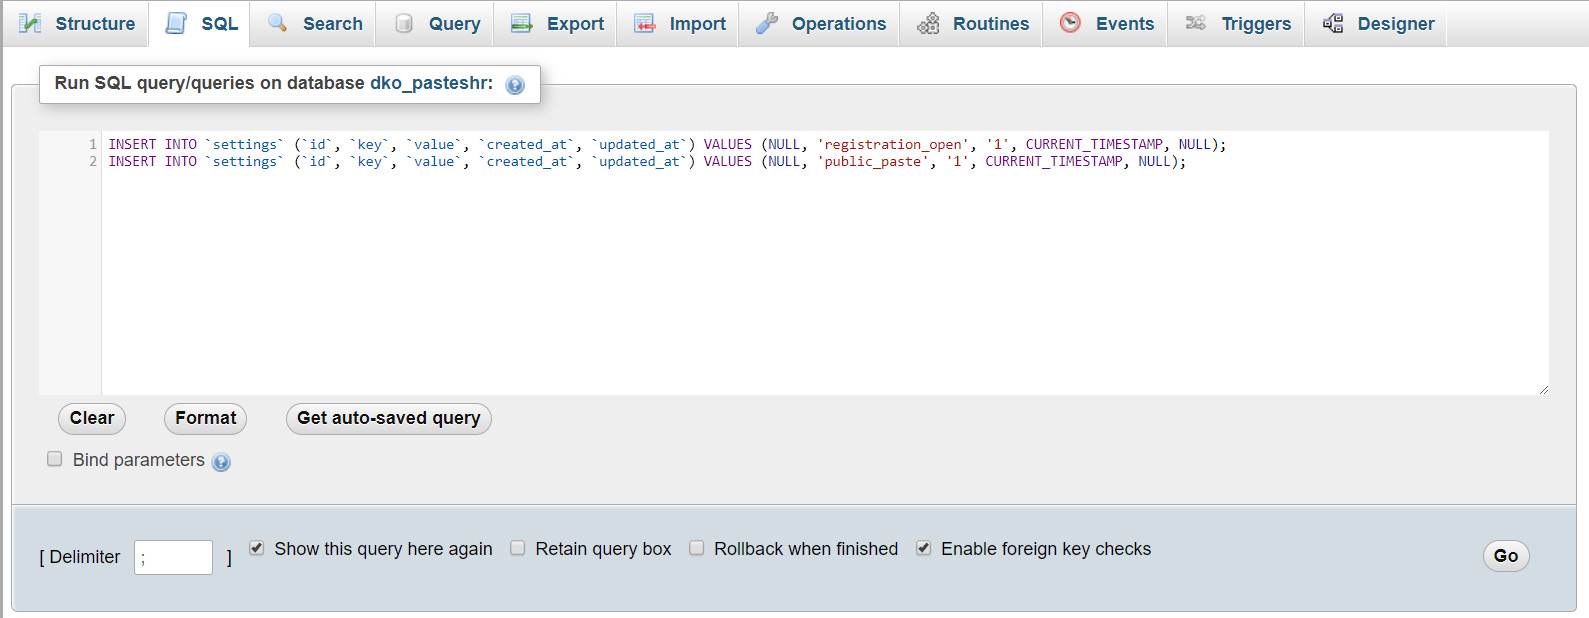 Structure SQL Search Query Export Import Operations Routines Events Triggers Designer
Run SQL query/queries on database dko_pasteshr:
1 INSERT INTO `settings` (`id`, `key`, `value`, `created_at`, `updated_at`) VALUES (NULL, 'registration_open', '1', CURRENT_TIMESTAMP, NULL);
2 INSERT INTO `settings` (`id`, `key`, `value`, `created_at`, `updated_at`) VALUES (NULL, 'public_paste', '1', CURRENT_TIMESTAMP, NULL);
Clear Format Get auto-saved query
Bind parameters
[ Delimiter ; ] Show this query here again Retain query box Rollback when finished Enable foreign key checks Go